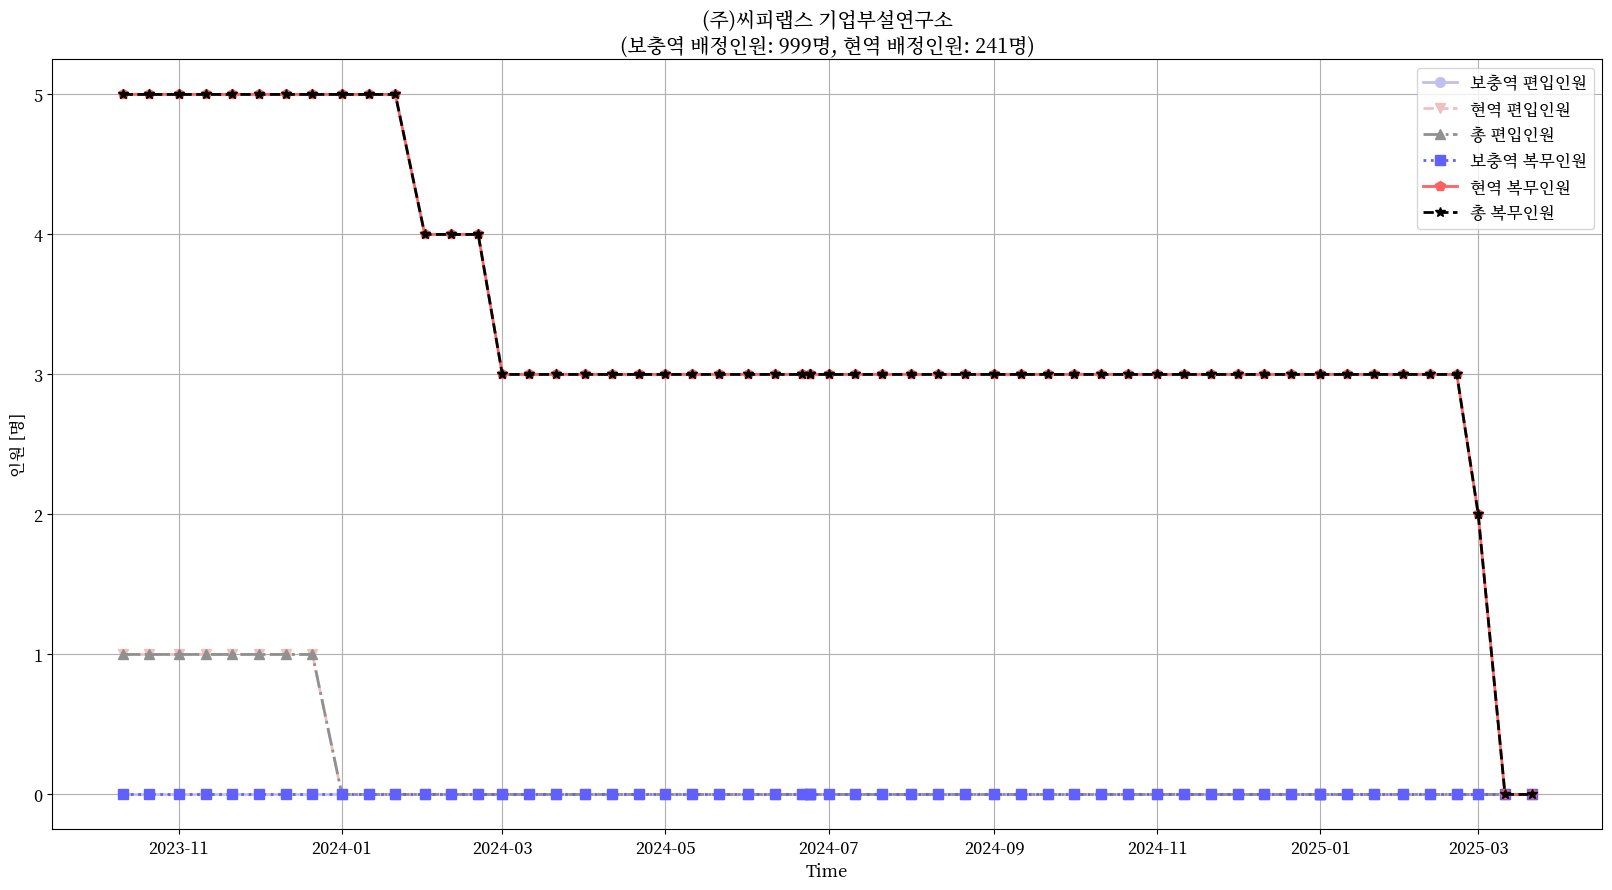 (주)씨피랩스 기업부설연구소
(보충역 배정인원: 999명, 현역 배정인원: 241명)
보충역 편입인원
현역 편입인원
총 편입인원
보충역 복무인원
현역 복무인원
총 복무인원
5
4
3
2
1
0
인원 [명]
2023-11
2024-01
2024-03
2024-05
2024-07
2024-09
2024-11
2025-01
2025-03
Time